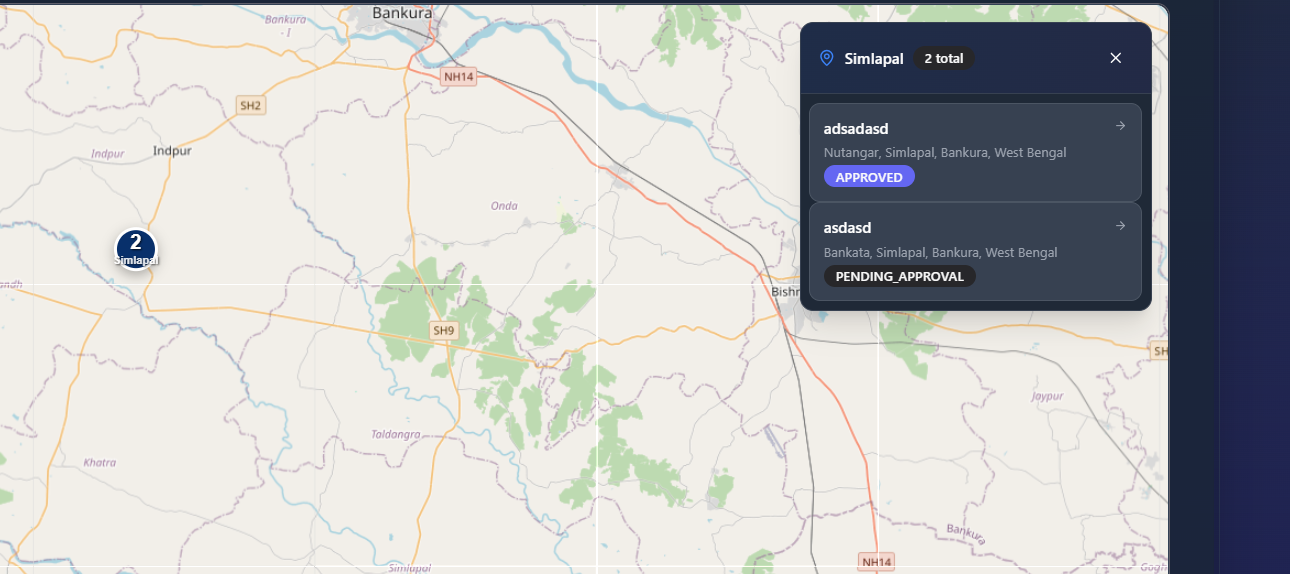 Bankura
Bankura
- I
NH14
SH2
Indpur
Indpur
Onda
2
Simlapal
SH9
Bishn
SH
Jaypur
Taldangra
Khatra
Bankura
NH14
Simlapal
Simlapal
2 total
adsadasd
Nutangar, Simlapal, Bankura, West Bengal
APPROVED
asdasd
Bankata, Simlapal, Bankura, West Bengal
PENDING_APPROVAL